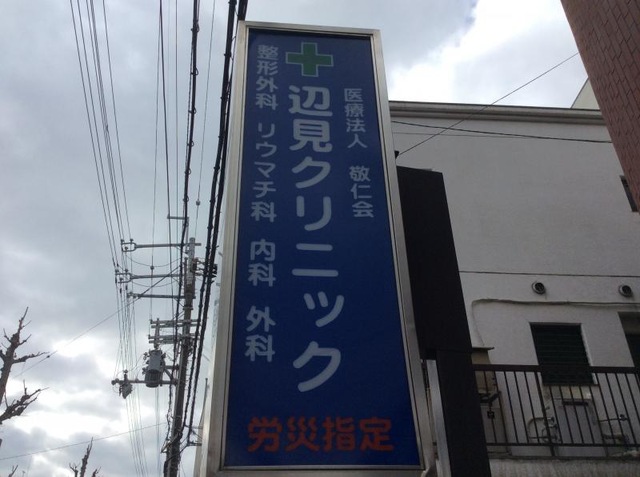 医療法人 敬仁会
辺見クリニック
整形外科 リウマチ科 内科 外科
労災指定